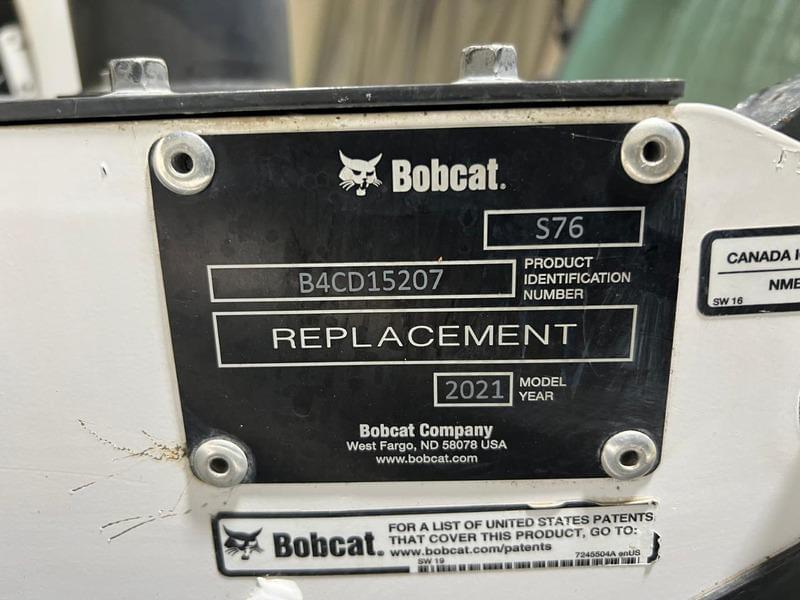 Bobcat.
S76
B4CD15207
PRODUCT
IDENTIFICATION
NUMBER
REPLACEMENT
2021
MODEL
YEAR
Bobcat Company
West Fargo, ND 58078 USA
www.bobcat.com
CANADA
NMB
SW 16
Bobcat.
FOR A LIST OF UNITED STATES PATENTS
THAT COVER THIS PRODUCT, GO TO:
www.bobcat.com/patents
7245504A enUS
SW 19